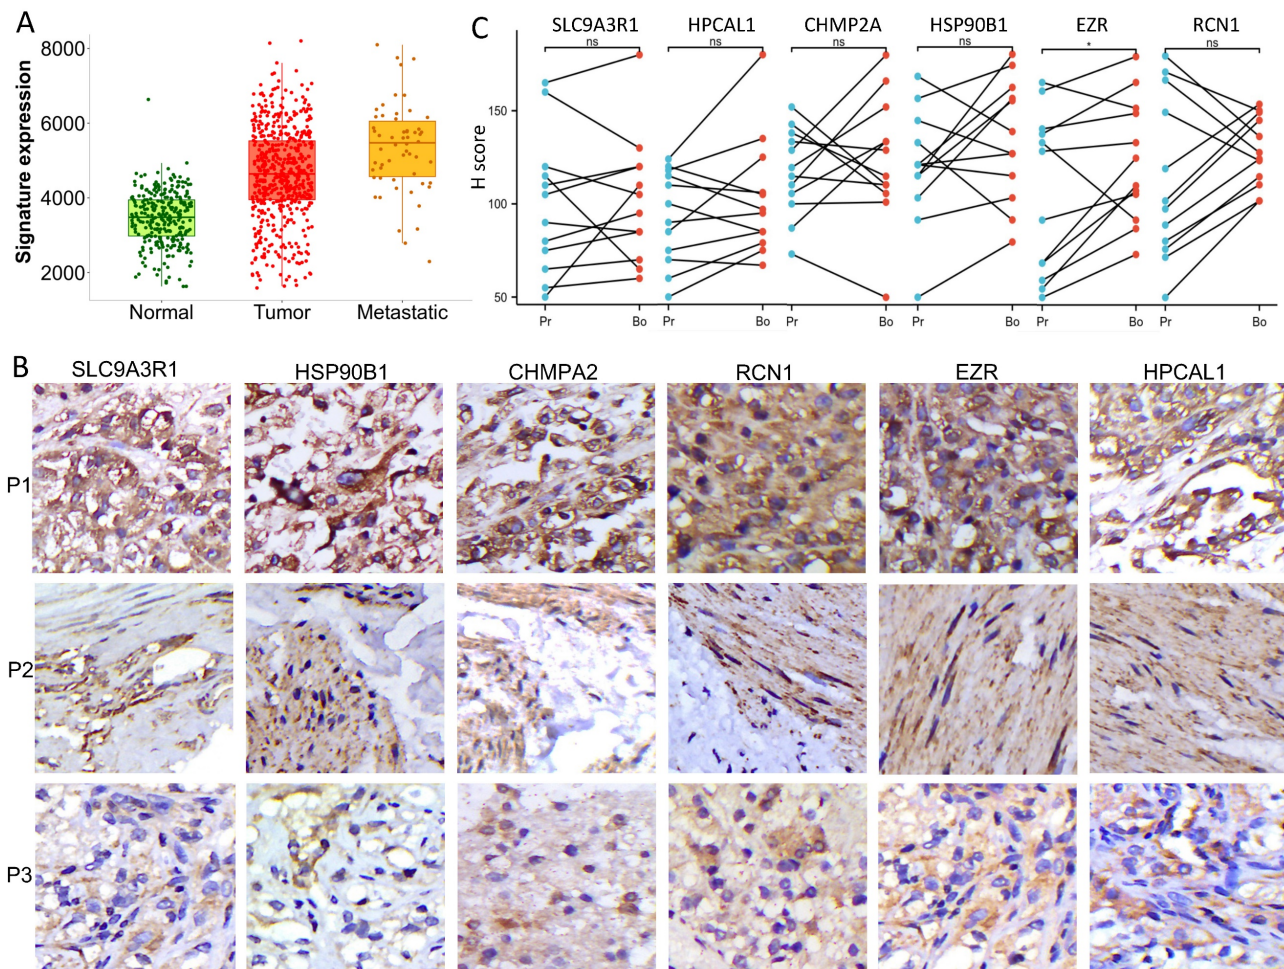 A
Signature expression
8000
6000
4000
2000
Normal
Tumor
Metastatic
C
SLC9A3R1
HPCAL1
CHMP2A
HSP90B1
EZR
RCN1
ns
ns
ns
ns
*
ns
H score
150
100
50
Pr
Bo
Pr
Bo
Pr
Bo
Pr
Bo
Pr
Bo
Pr
Bo
B
SLC9A3R1
HSP90B1
CHMPA2
RCN1
EZR
HPCAL1
P1
P2
P3